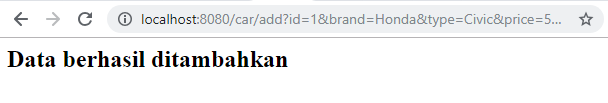 localhost:8080/car/add?id=1&brand=Honda&type=Civic&price=5...
Data berhasil ditambahkan